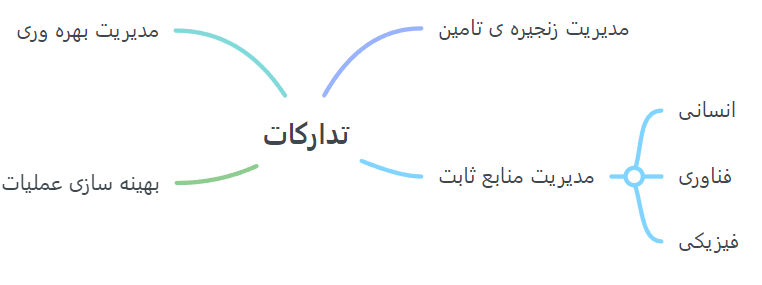 تدارکات
مدیریت زنجیره ی تامین
مدیریت منابع ثابت
انسانی
فناوری
فیزیکی
مدیریت بهره وری
بهینه سازی عملیات